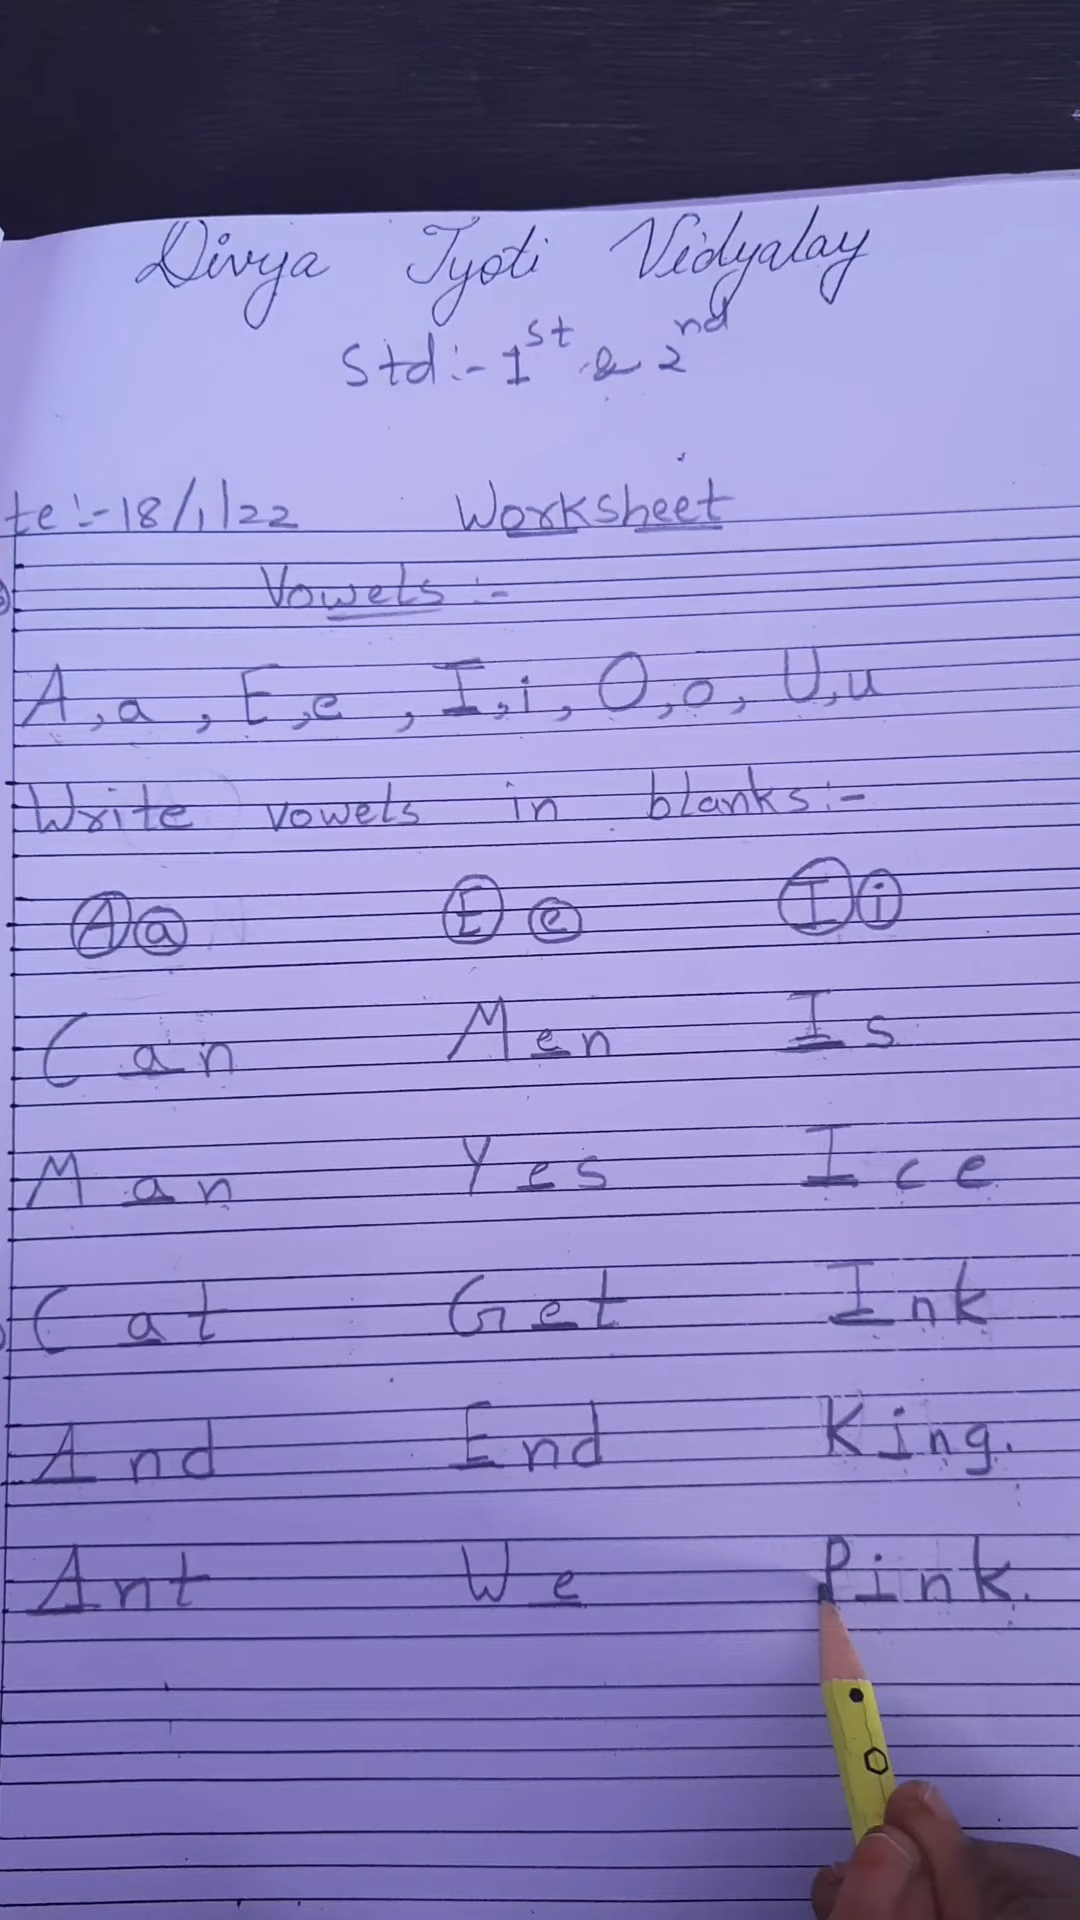 Divya Jyoti Vidyalay
Std:- 1st & 2nd
te:- 18/1/22 Worksheet
Vowels :-
A, a , E, e , I, i, O, o, U, u
Write vowels in blanks:-
A a E e I i
Can Men Is
Man Yes Ice
Cat Get Ink
And End King.
Ant We Pink.